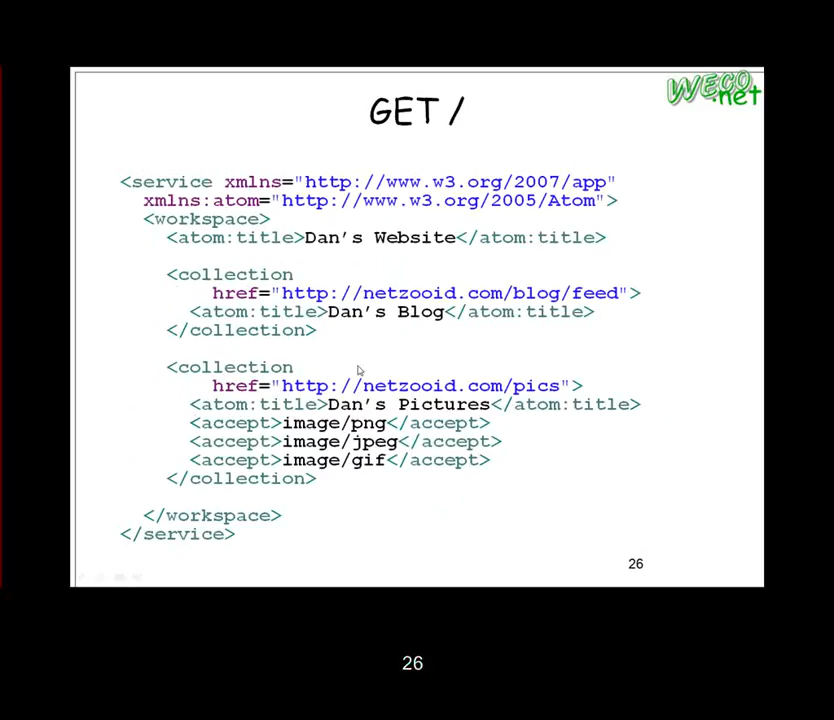 WECO
.net
GET /
<service xmlns="http://www.w3.org/2007/app"
xmlns:atom="http://www.w3.org/2005/Atom">
<workspace>
<atom:title>Dan's Website</atom:title>
<collection
href="http://netzooid.com/blog/feed">
<atom:title>Dan's Blog</atom:title>
</collection>
<collection
href="http://netzooid.com/pics">
<atom:title>Dan's Pictures</atom:title>
<accept>image/png</accept>
<accept>image/jpeg</accept>
<accept>image/gif</accept>
</collection>
</workspace>
</service>
26
26